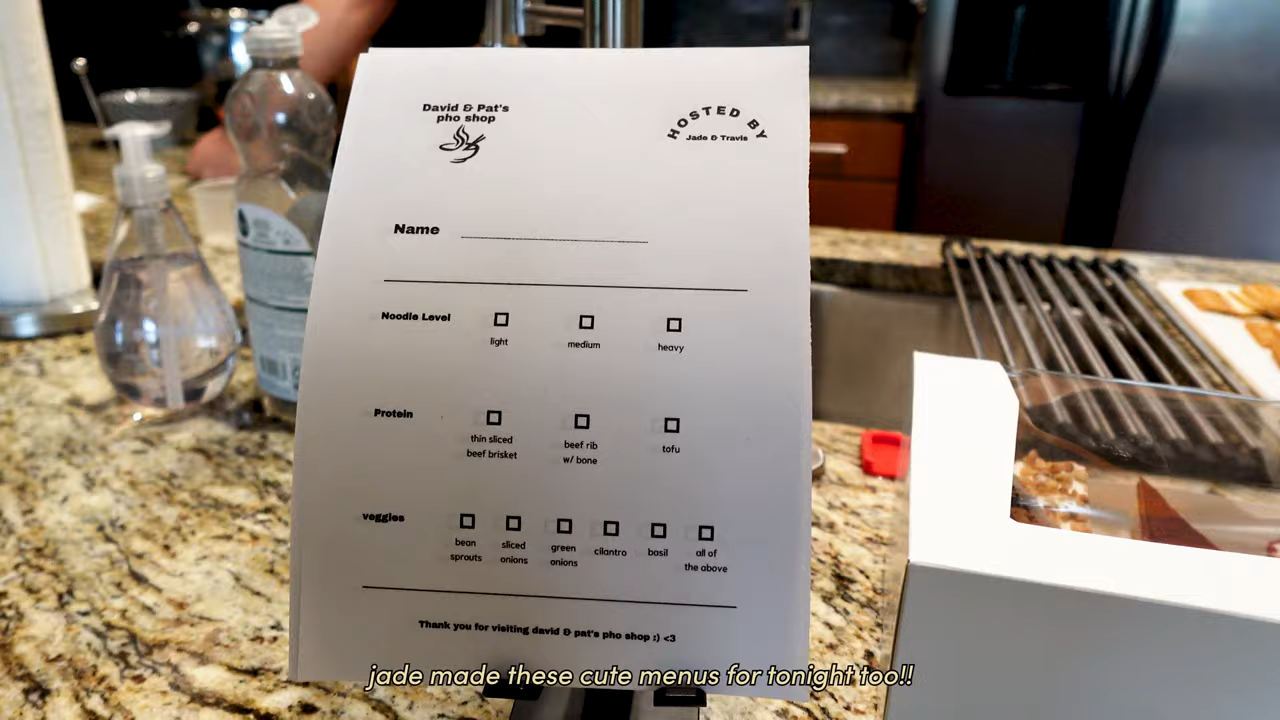 David & Pat's
pho shop
HOSTED BY
Jade & Travis
Name
Noodle Level
light
medium
heavy
Protein
thin sliced
beef brisket
beef rib
w/ bone
tofu
veggies
bean
sprouts
sliced
onions
green
onions
cilantro
basil
all of
the above
Thank you for visiting david & pat's pho shop :) <3
jade made these cute menus for tonight too!!